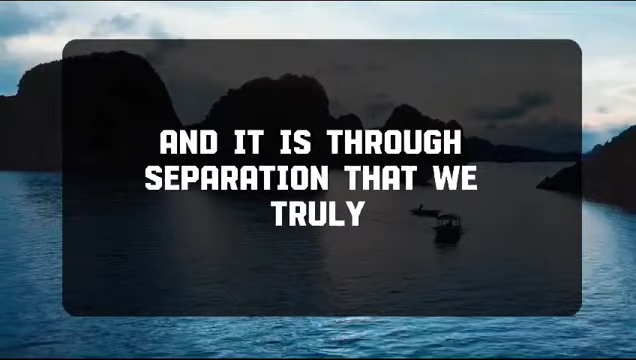 AND IT IS THROUGH
SEPARATION THAT WE
TRULY